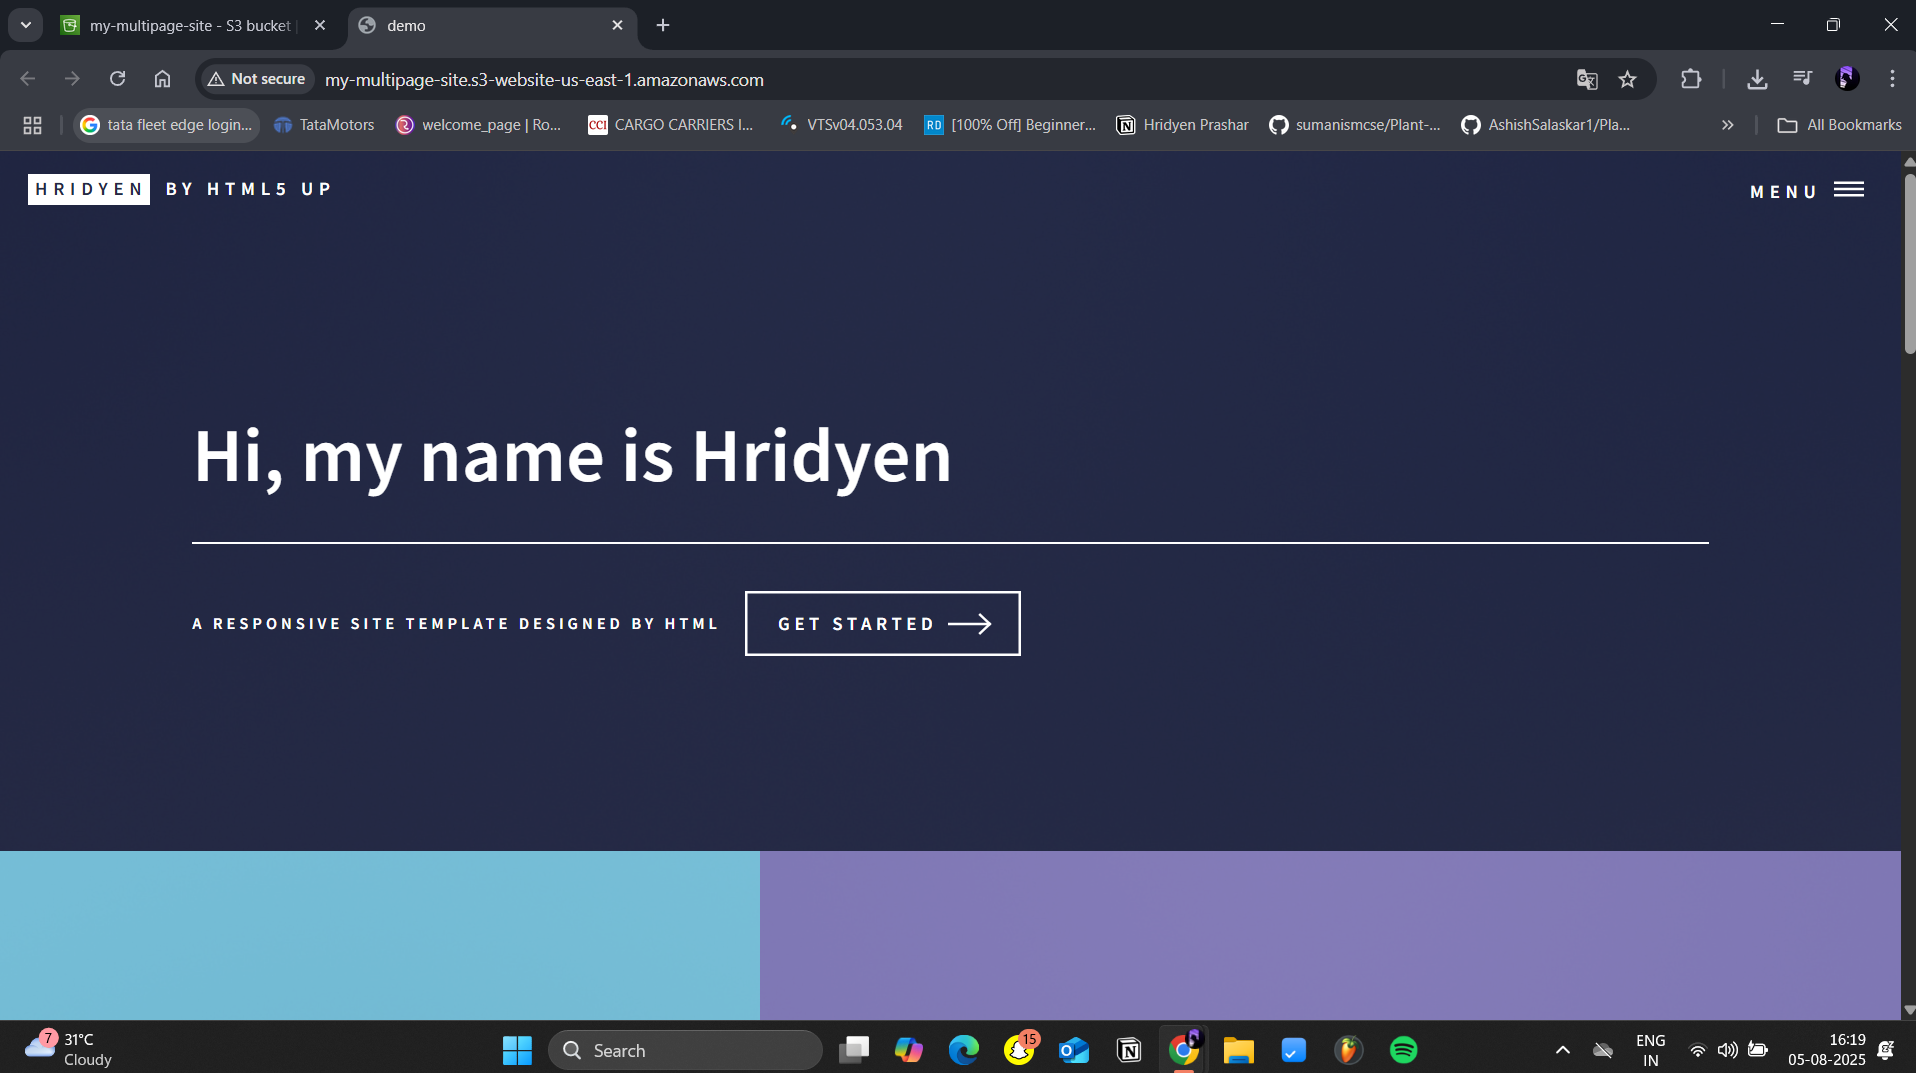 my-multipage-site - S3 bucket
demo
Not secure
my-multipage-site.s3-website-us-east-1.amazonaws.com
tata fleet edge login...
TataMotors
welcome_page | Ro...
CCI
CARGO CARRIERS I...
VTSv04.053.04
RD
[100% Off] Beginner...
Hridyen Prashar
sumanismcse/Plant-...
AshishSalaskar1/Pla...
All Bookmarks
HRIDYEN BY HTML5 UP
MENU
Hi, my name is Hridyen
A RESPONSIVE SITE TEMPLATE DESIGNED BY HTML
GET STARTED
7
31°C
Cloudy
Search
15
ENG
IN
16:19
05-08-2025